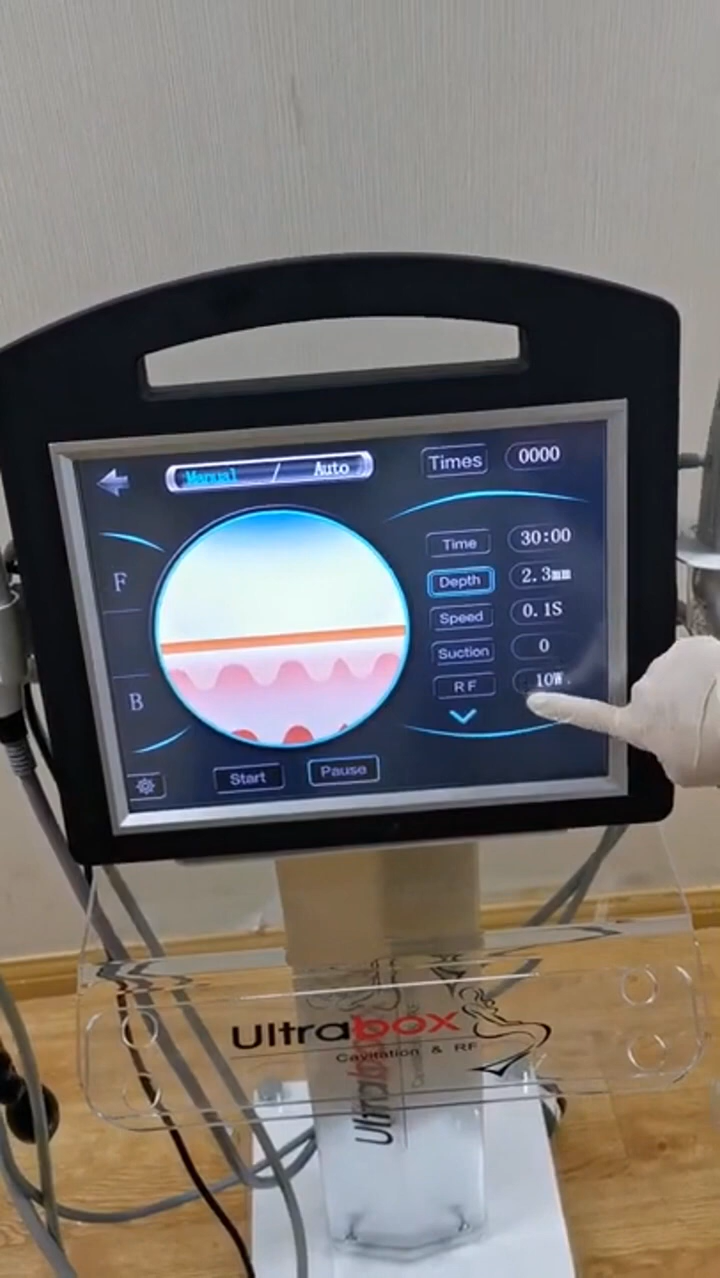 Manual / Auto
Times 0000
Time 30:00
F
Depth 2.3mm
Speed 0.1S
Suction 0
B
RF 10W
Start Pause
Ultrabox
Cavitation & RF
Ultrabox